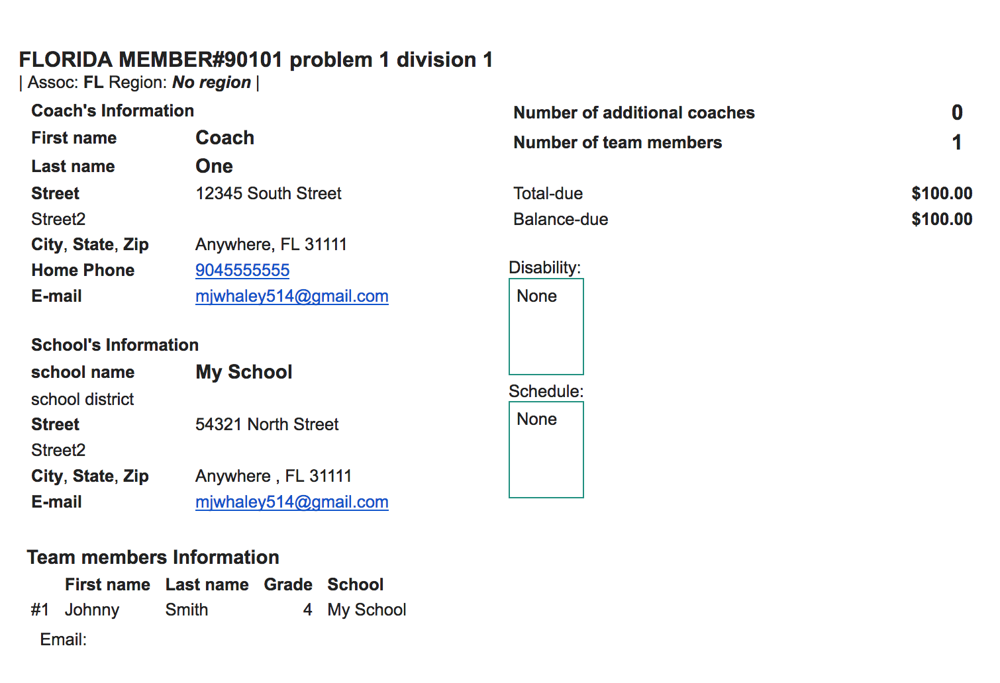 FLORIDA MEMBER#90101 problem 1 division 1
| Assoc: FL Region: No region |
Coach's Information
First name Coach
Last name One
Street 12345 South Street
Street2
City, State, Zip Anywhere, FL 31111
Home Phone 9045555555
E-mail mjwhaley514@gmail.com
School's Information
school name My School
school district
Street 54321 North Street
Street2
City, State, Zip Anywhere , FL 31111
E-mail mjwhaley514@gmail.com
Number of additional coaches 0
Number of team members 1
Total-due $100.00
Balance-due $100.00
Disability:
None
Schedule:
None
Team members Information
First name Last name Grade School
#1 Johnny Smith 4 My School
Email: